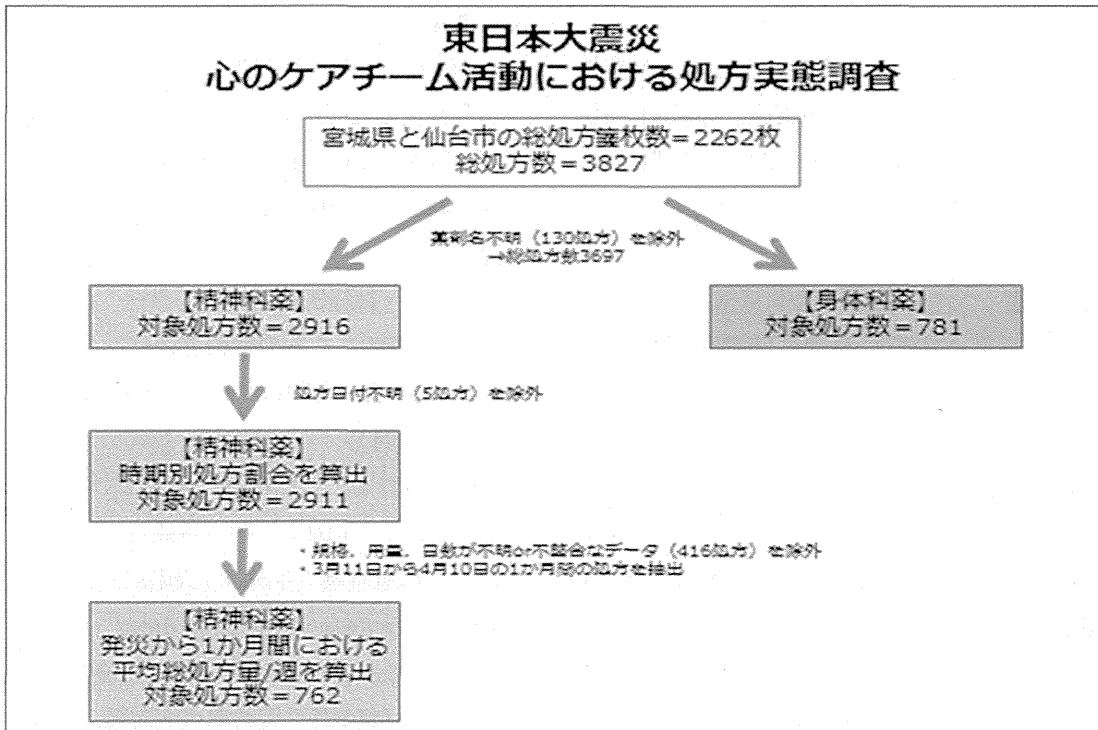 東日本大震災
心のケアチーム活動における処方実態調査
宮城県と仙台市の総処方箋枚数＝2262枚
総処方数＝3827
薬剤名不明（130処方）を除外
→総処方数3697
【精神科薬】
対象処方数＝2916
【身体科薬】
対象処方数＝781
処方日付不明（5処方）を除外
【精神科薬】
時期別処方割合を算出
対象処方数＝2911
・規格、用量、日数が不明or不整合なデータ（416処方）を除外
・3月11日から4月10日の1か月間の処方を抽出
【精神科薬】
発災から1か月間における
平均総処方量/週を算出
対象処方数＝762